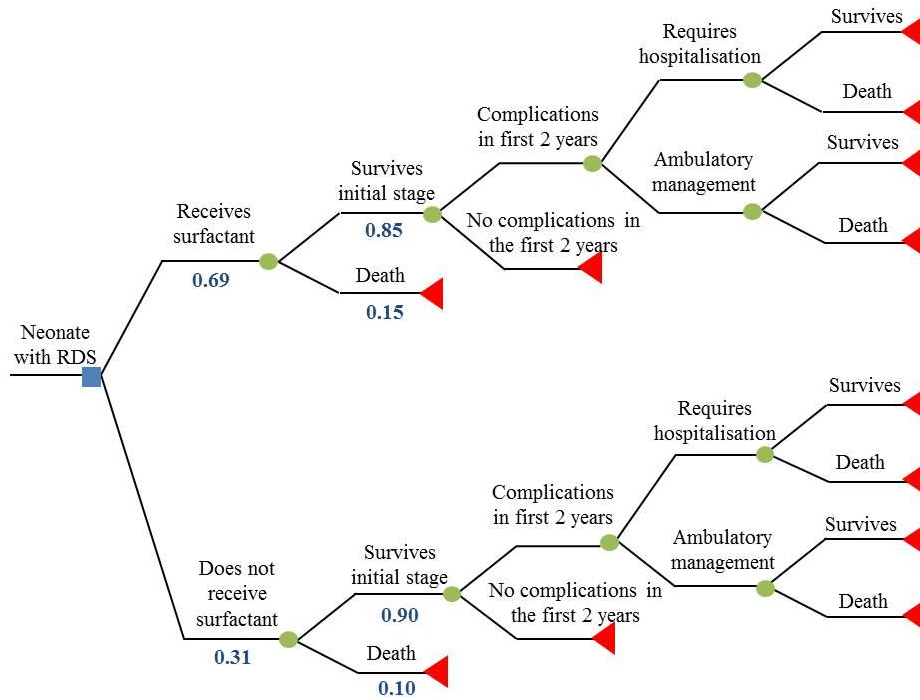 Survives
Requires
hospitalisation
Death
Complications
in first 2 years
Survives
Ambulatory
management
Survives
initial stage
0.85
Death
Receives
surfactant
0.69
No complications in
the first 2 years
Death
0.15
Neonate
with RDS
Survives
Requires
hospitalisation
Death
Complications
in first 2 years
Survives
Ambulatory
management
Survives
initial stage
0.90
Death
Does not
receive
surfactant
0.31
No complications in
the first 2 years
Death
0.10